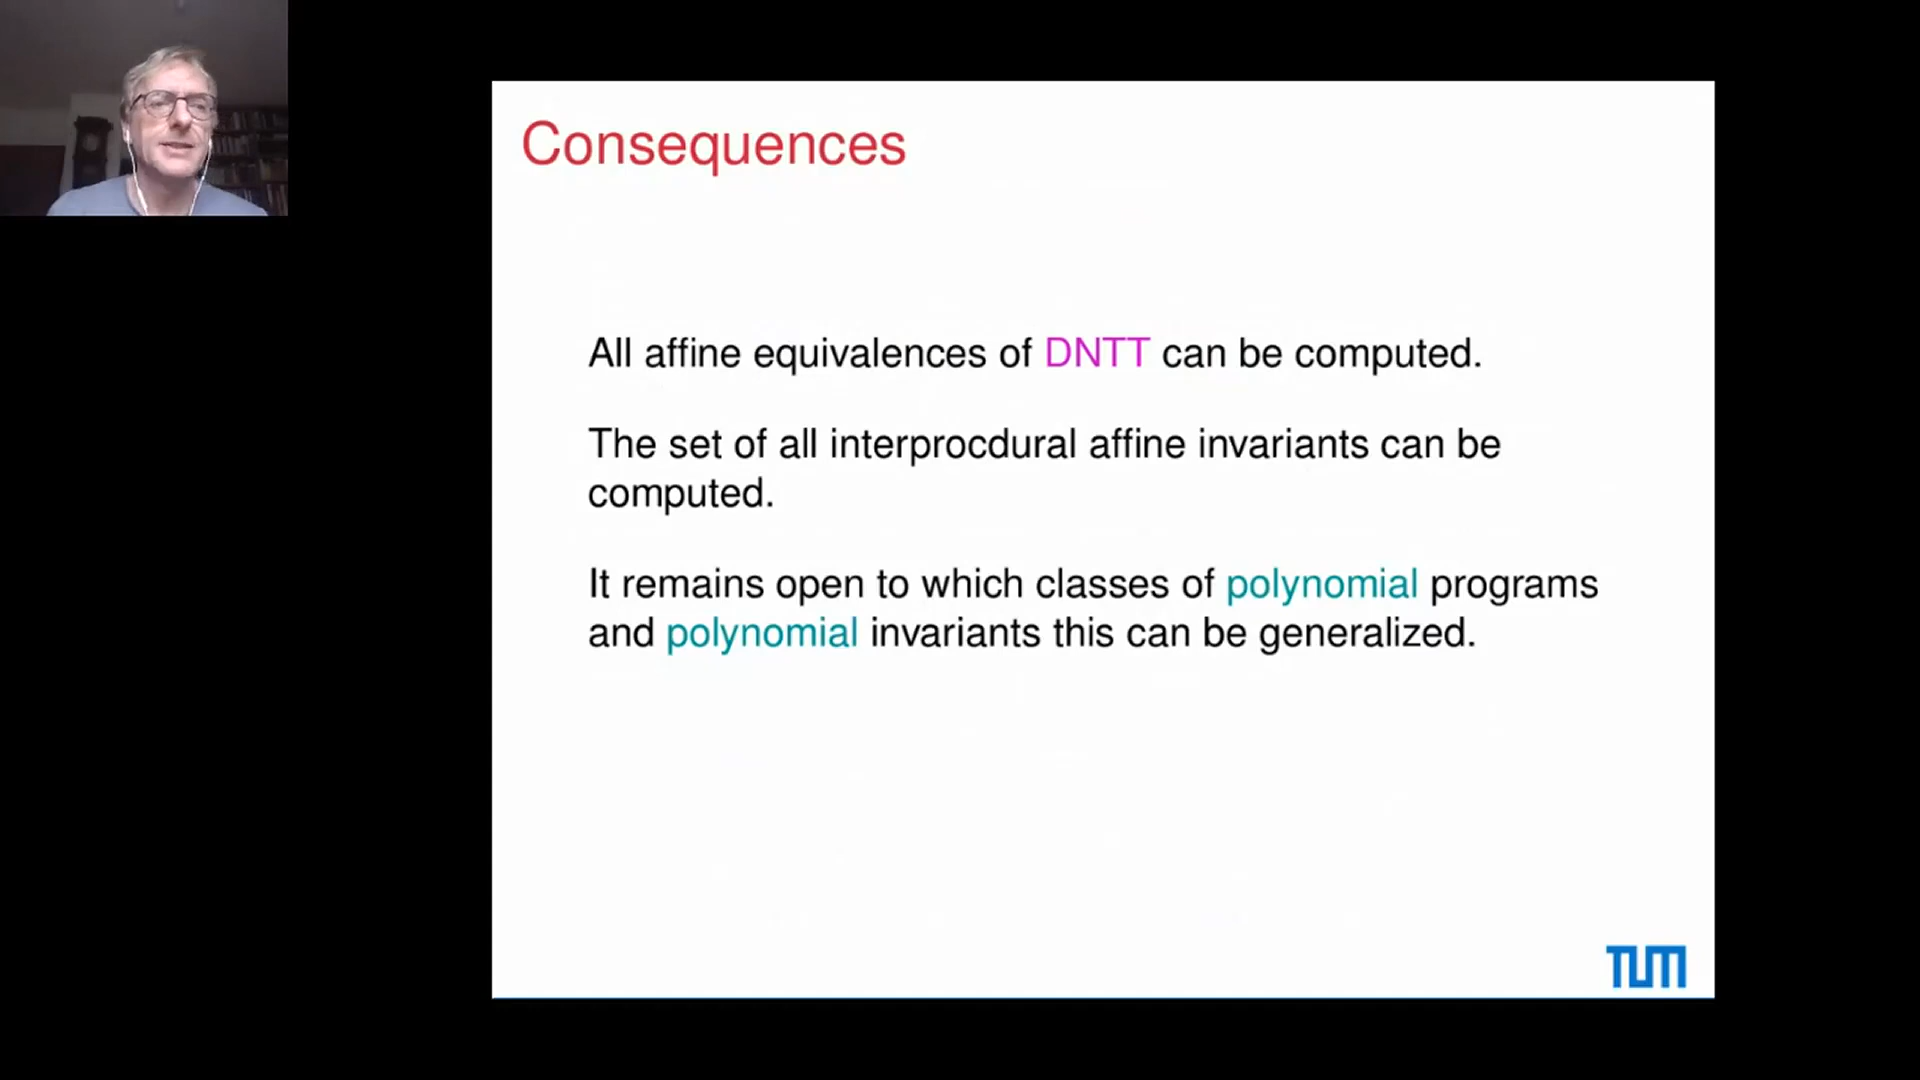 Consequences
All affine equivalences of DNTT can be computed.
The set of all interprocdural affine invariants can be
computed.
It remains open to which classes of polynomial programs
and polynomial invariants this can be generalized.
TUM